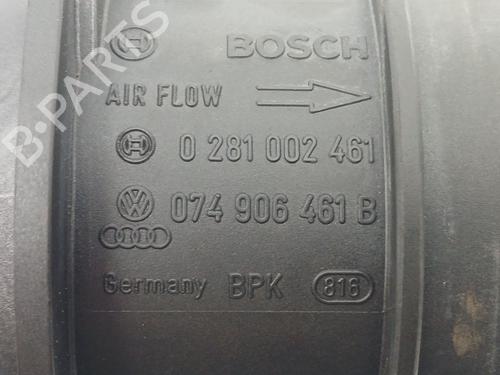 BOSCH
AIR FLOW
0 281 002 461
074 906 461 B
Germany BPK 816
B-PARTS